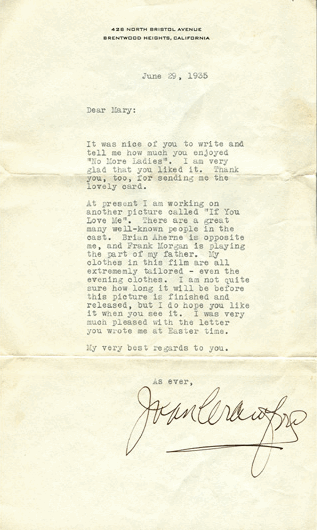 426 NORTH BRISTOL AVENUE
BRENTWOOD HEIGHTS, CALIFORNIA
June 29, 1935
Dear Mary:
It was nice of you to write and
tell me how much you enjoyed
"No More Ladies". I am very
glad that you liked it. Thank
you, too, for sending me the
lovely card.
At present I am working on
another picture called "If You
Love Me". There are a great
many well-known people in the
cast. Brian Aherne is opposite
me, and Frank Morgan is playing
the part of my father. My
clothes in this film are all
extremely tailored - even the
evening clothes. I am not quite
sure how long it will be before
this picture is finished and
released, but I do hope you like
it when you see it. I was very
much pleased with the letter
you wrote me at Easter time.
My very best regards to you.
As ever,
Joan Crawford